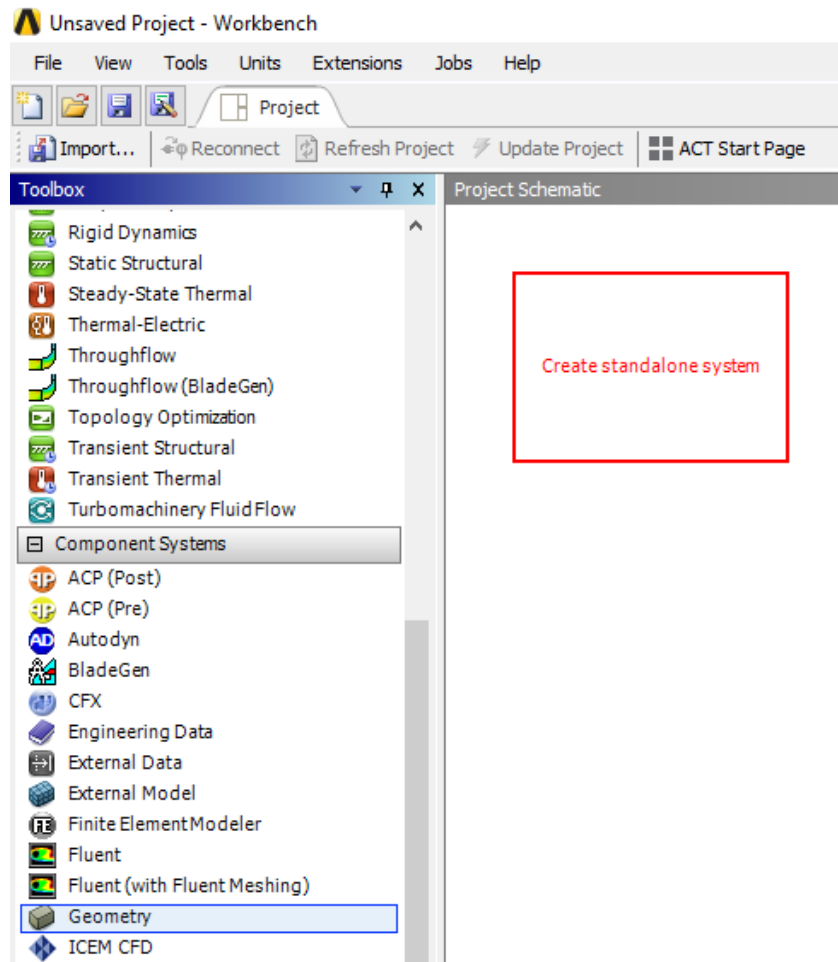 Unsaved Project - Workbench
File View Tools Units Extensions Jobs Help
Project
Import... Reconnect Refresh Project Update Project ACT Start Page
Toolbox
Project Schematic
Rigid Dynamics
Static Structural
Steady-State Thermal
Thermal-Electric
Throughflow
Throughflow (BladeGen)
Topology Optimization
Transient Structural
Transient Thermal
Turbomachinery Fluid Flow
Component Systems
ACP (Post)
ACP (Pre)
Autodyn
BladeGen
CFX
Engineering Data
External Data
External Model
Finite Element Modeler
Fluent
Fluent (with Fluent Meshing)
Geometry
ICEM CFD
Create standalone system